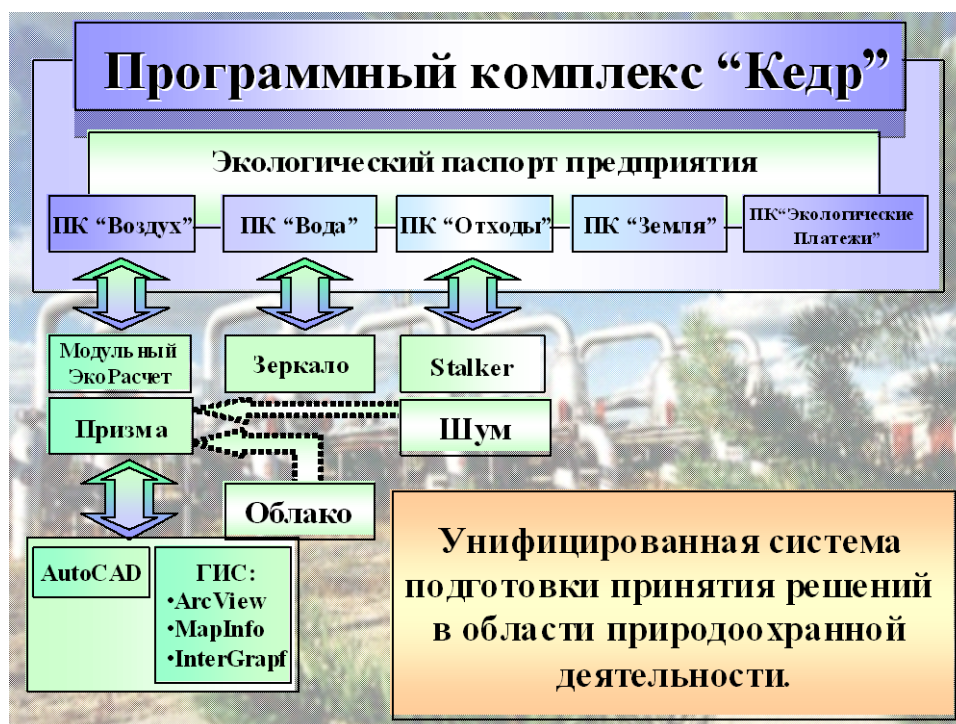 Программный комплекс “Кедр”
Экологический паспорт предприятия
ПК “Воздух”
ПК “Вода”
ПК “Отходы”
ПК “Земля”
ПК“Экологические
Платежи”
Модульный
ЭкоРасчет
Зеркало
Stalker
Призма
Шум
Облако
AutoCAD
ГИС:
•ArcView
•MapInfo
•InterGrapf
Унифицированная система
подготовки принятия решений
в области природоохранной
деятельности.